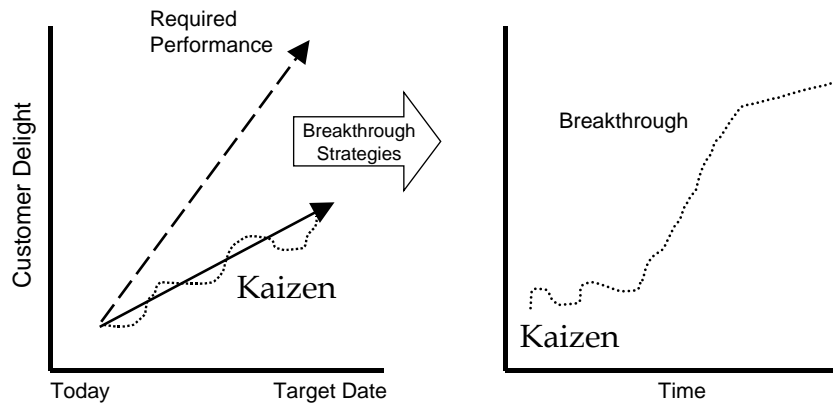 Required
Performance
Customer Delight
Breakthrough
Strategies
Kaizen
Today
Target Date
Breakthrough
Kaizen
Time